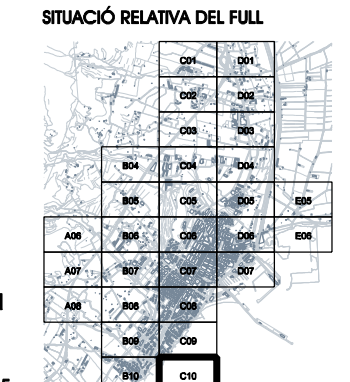 SITUACIÓ RELATIVA DEL FULL
C01 D01
C02 D02
C03 D03
B04 C04 D04
B05 C05 D05 E05
A06 B06 C06 D06 E06
A07 B07 C07 D07
A08 B08 C08
B09 C09
B10 C10